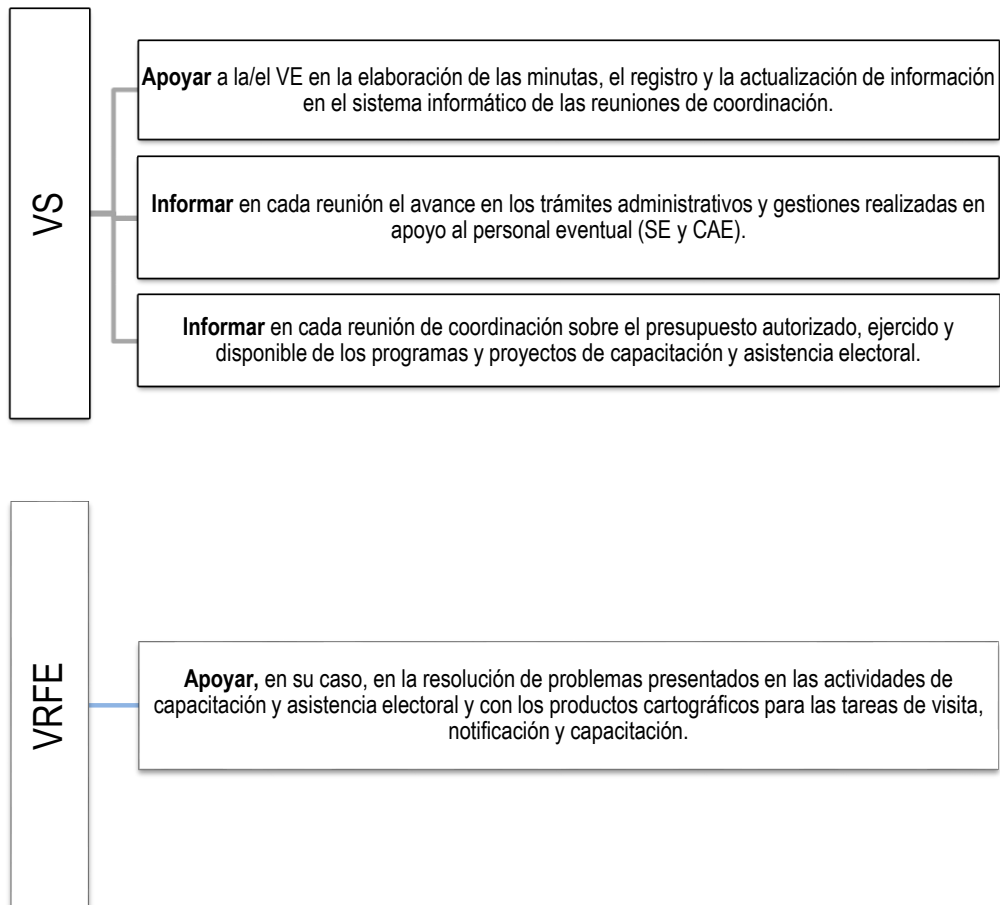 VS
Apoyar a la/el VE en la elaboración de las minutas, el registro y la actualización de información
en el sistema informático de las reuniones de coordinación.
Informar en cada reunión el avance en los trámites administrativos y gestiones realizadas en
apoyo al personal eventual (SE y CAE).
Informar en cada reunión de coordinación sobre el presupuesto autorizado, ejercido y
disponible de los programas y proyectos de capacitación y asistencia electoral.
VRFE
Apoyar, en su caso, en la resolución de problemas presentados en las actividades de
capacitación y asistencia electoral y con los productos cartográficos para las tareas de visita,
notificación y capacitación.